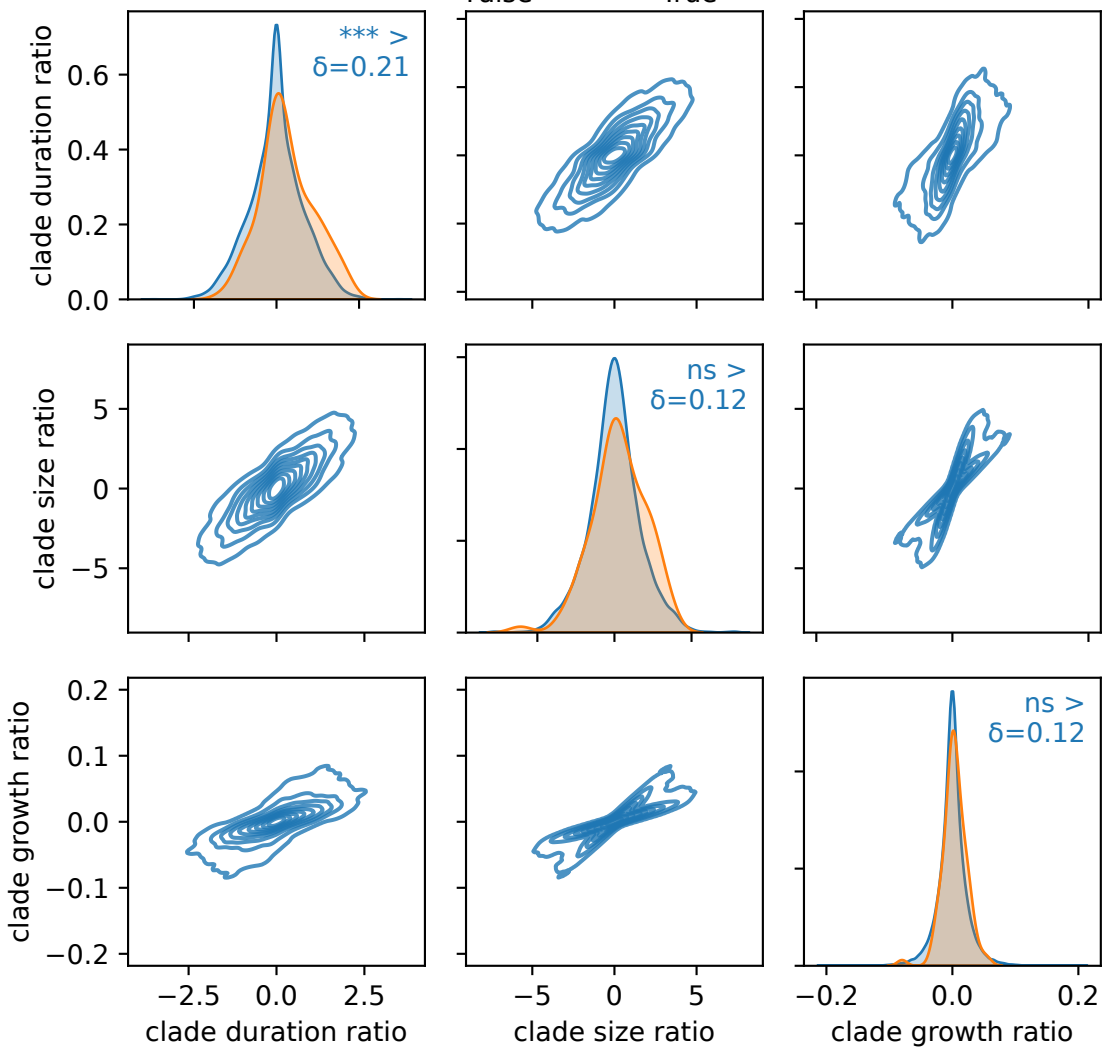 clade duration ratio
0.0
0.2
0.4
0.6
*** >
δ=0.21
clade size ratio
5
0
−5
ns >
δ=0.12
clade growth ratio
0.2
0.1
0.0
−0.1
−0.2
ns >
δ=0.12
−2.5 0.0 2.5
clade duration ratio
−5 0 5
clade size ratio
−0.2 0.0 0.2
clade growth ratio